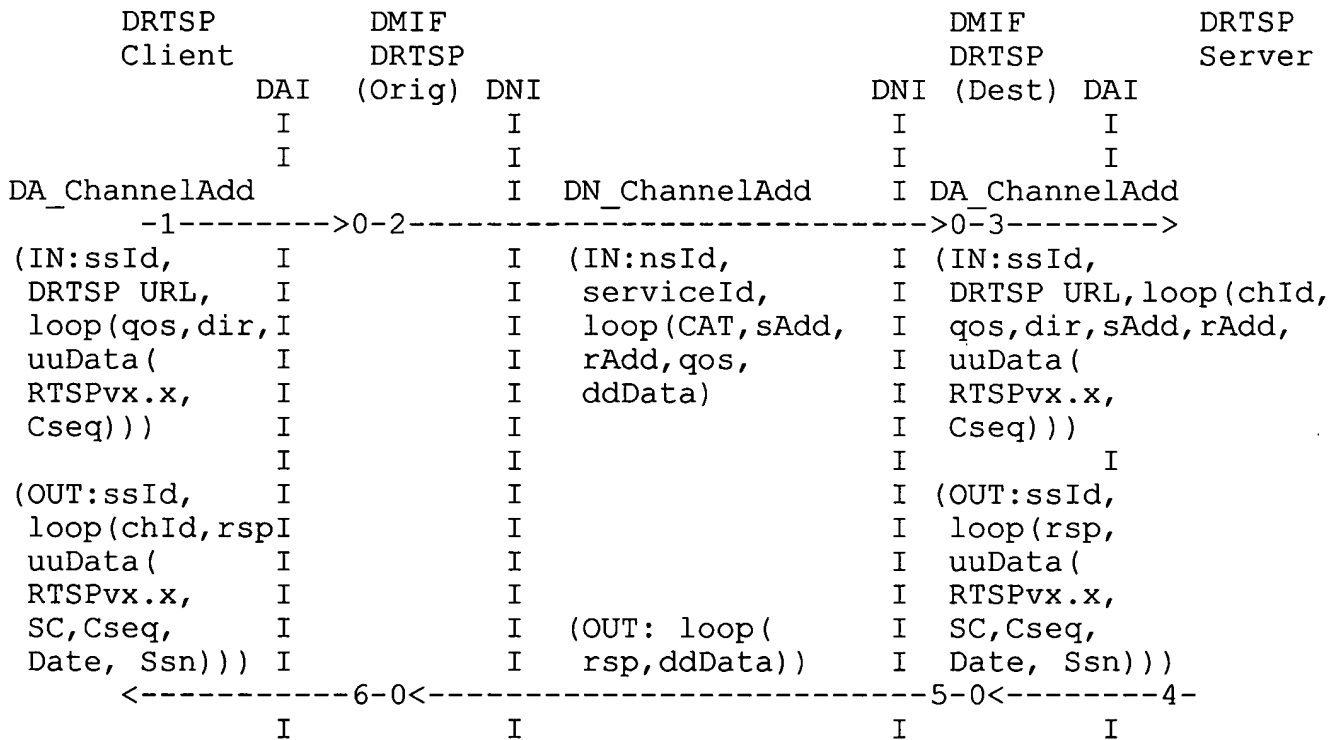 DRTSP DMIF DMIF DRTSP
Client DRTSP DRTSP Server
DAI (Orig) DNI DNI (Dest) DAI
I I I I
I I I I
DA_ChannelAdd I DN_ChannelAdd I DA_ChannelAdd
-1-------->0-2----------------------------->0-3-------->
(IN:ssId, I I (IN:nsId, I (IN:ssId,
DRTSP URL, I I serviceId, I DRTSP URL,loop(chId,
loop(qos,dir,I I loop(CAT,sAdd, I qos,dir,sAdd,rAdd,
uuData( I I rAdd,qos, I uuData(
RTSPvx.x, I I ddData) I RTSPvx.x,
Cseq))) I I I Cseq)))
I I I I
(OUT:ssId, I I I (OUT:ssId,
loop(chId,rspI I I loop(rsp,
uuData( I I I uuData(
RTSPvx.x, I I I RTSPvx.x,
SC,Cseq, I I (OUT: loop( I SC,Cseq,
Date, Ssn))) I I rsp,ddData)) I Date, Ssn)))
<-----------6-0<----------------------------5-0<--------4-
I I I I